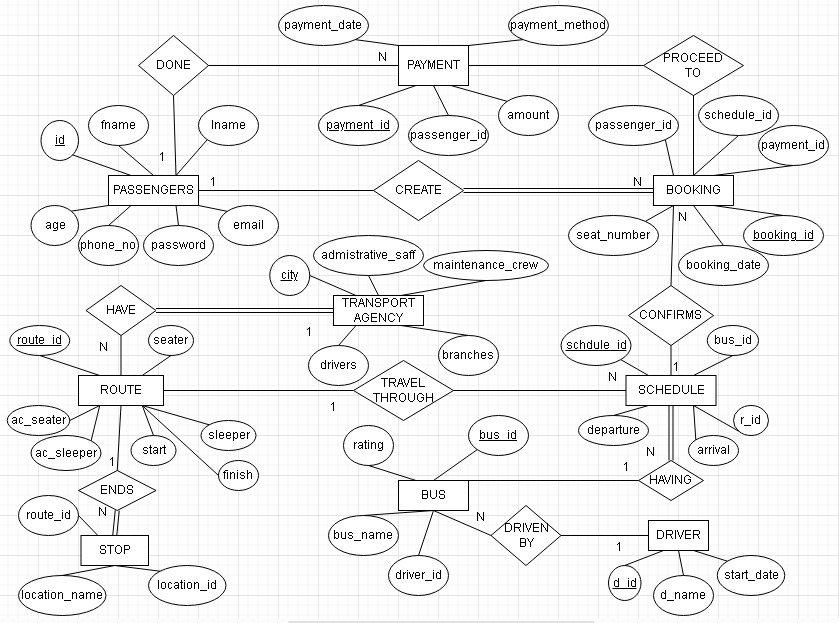 payment_date
payment_method
DONE
N
PAYMENT
PROCEED
TO
fname
lname
id
payment_id
passenger_id
amount
passenger_id
schedule_id
payment_id
1
PASSENGERS
1
CREATE
N
BOOKING
age
phone_no
password
email
seat_number
N
booking_id
booking_date
city
admistrative_saff
maintenance_crew
HAVE
TRANSPORT
AGENCY
1
CONFIRMS
N
drivers
branches
route_id
seater
schdule_id
bus_id
1
ROUTE
TRAVEL
THROUGH
1
N
SCHEDULE
ac_seater
ac_sleeper
start
sleeper
finish
departure
arrival
r_id
N
1
HAVING
1
ENDS
N
rating
bus_id
BUS
route_id
STOP
bus_name
driver_id
N
DRIVEN
BY
1
DRIVER
location_name
location_id
d_id
d_name
start_date